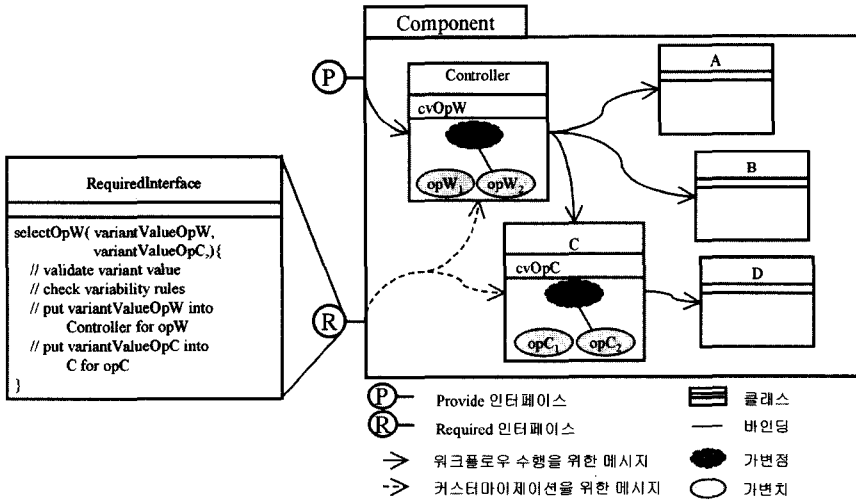 Component
P
Controller
cvOpW
opW1
opW2
A
B
RequiredInterface
selectOpW( variantValueOpW,
variantValueOpC,){
// validate variant value
// check variability rules
// put variantValueOpW into
Controller for opW
// put variantValueOpC into
C for opC
}
R
C
cvOpC
opC1
opC2
D
P Provide 인터페이스
R Required 인터페이스
워크플로우 수행을 위한 메시지
커스터마이제이션을 위한 메시지
클래스
바인딩
가변점
가변치